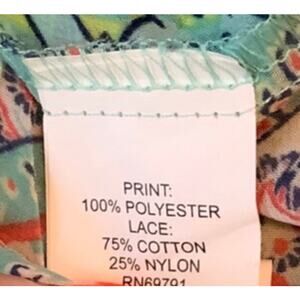 PRINT:
100% POLYESTER
LACE:
75% COTTON
25% NYLON
RN69791